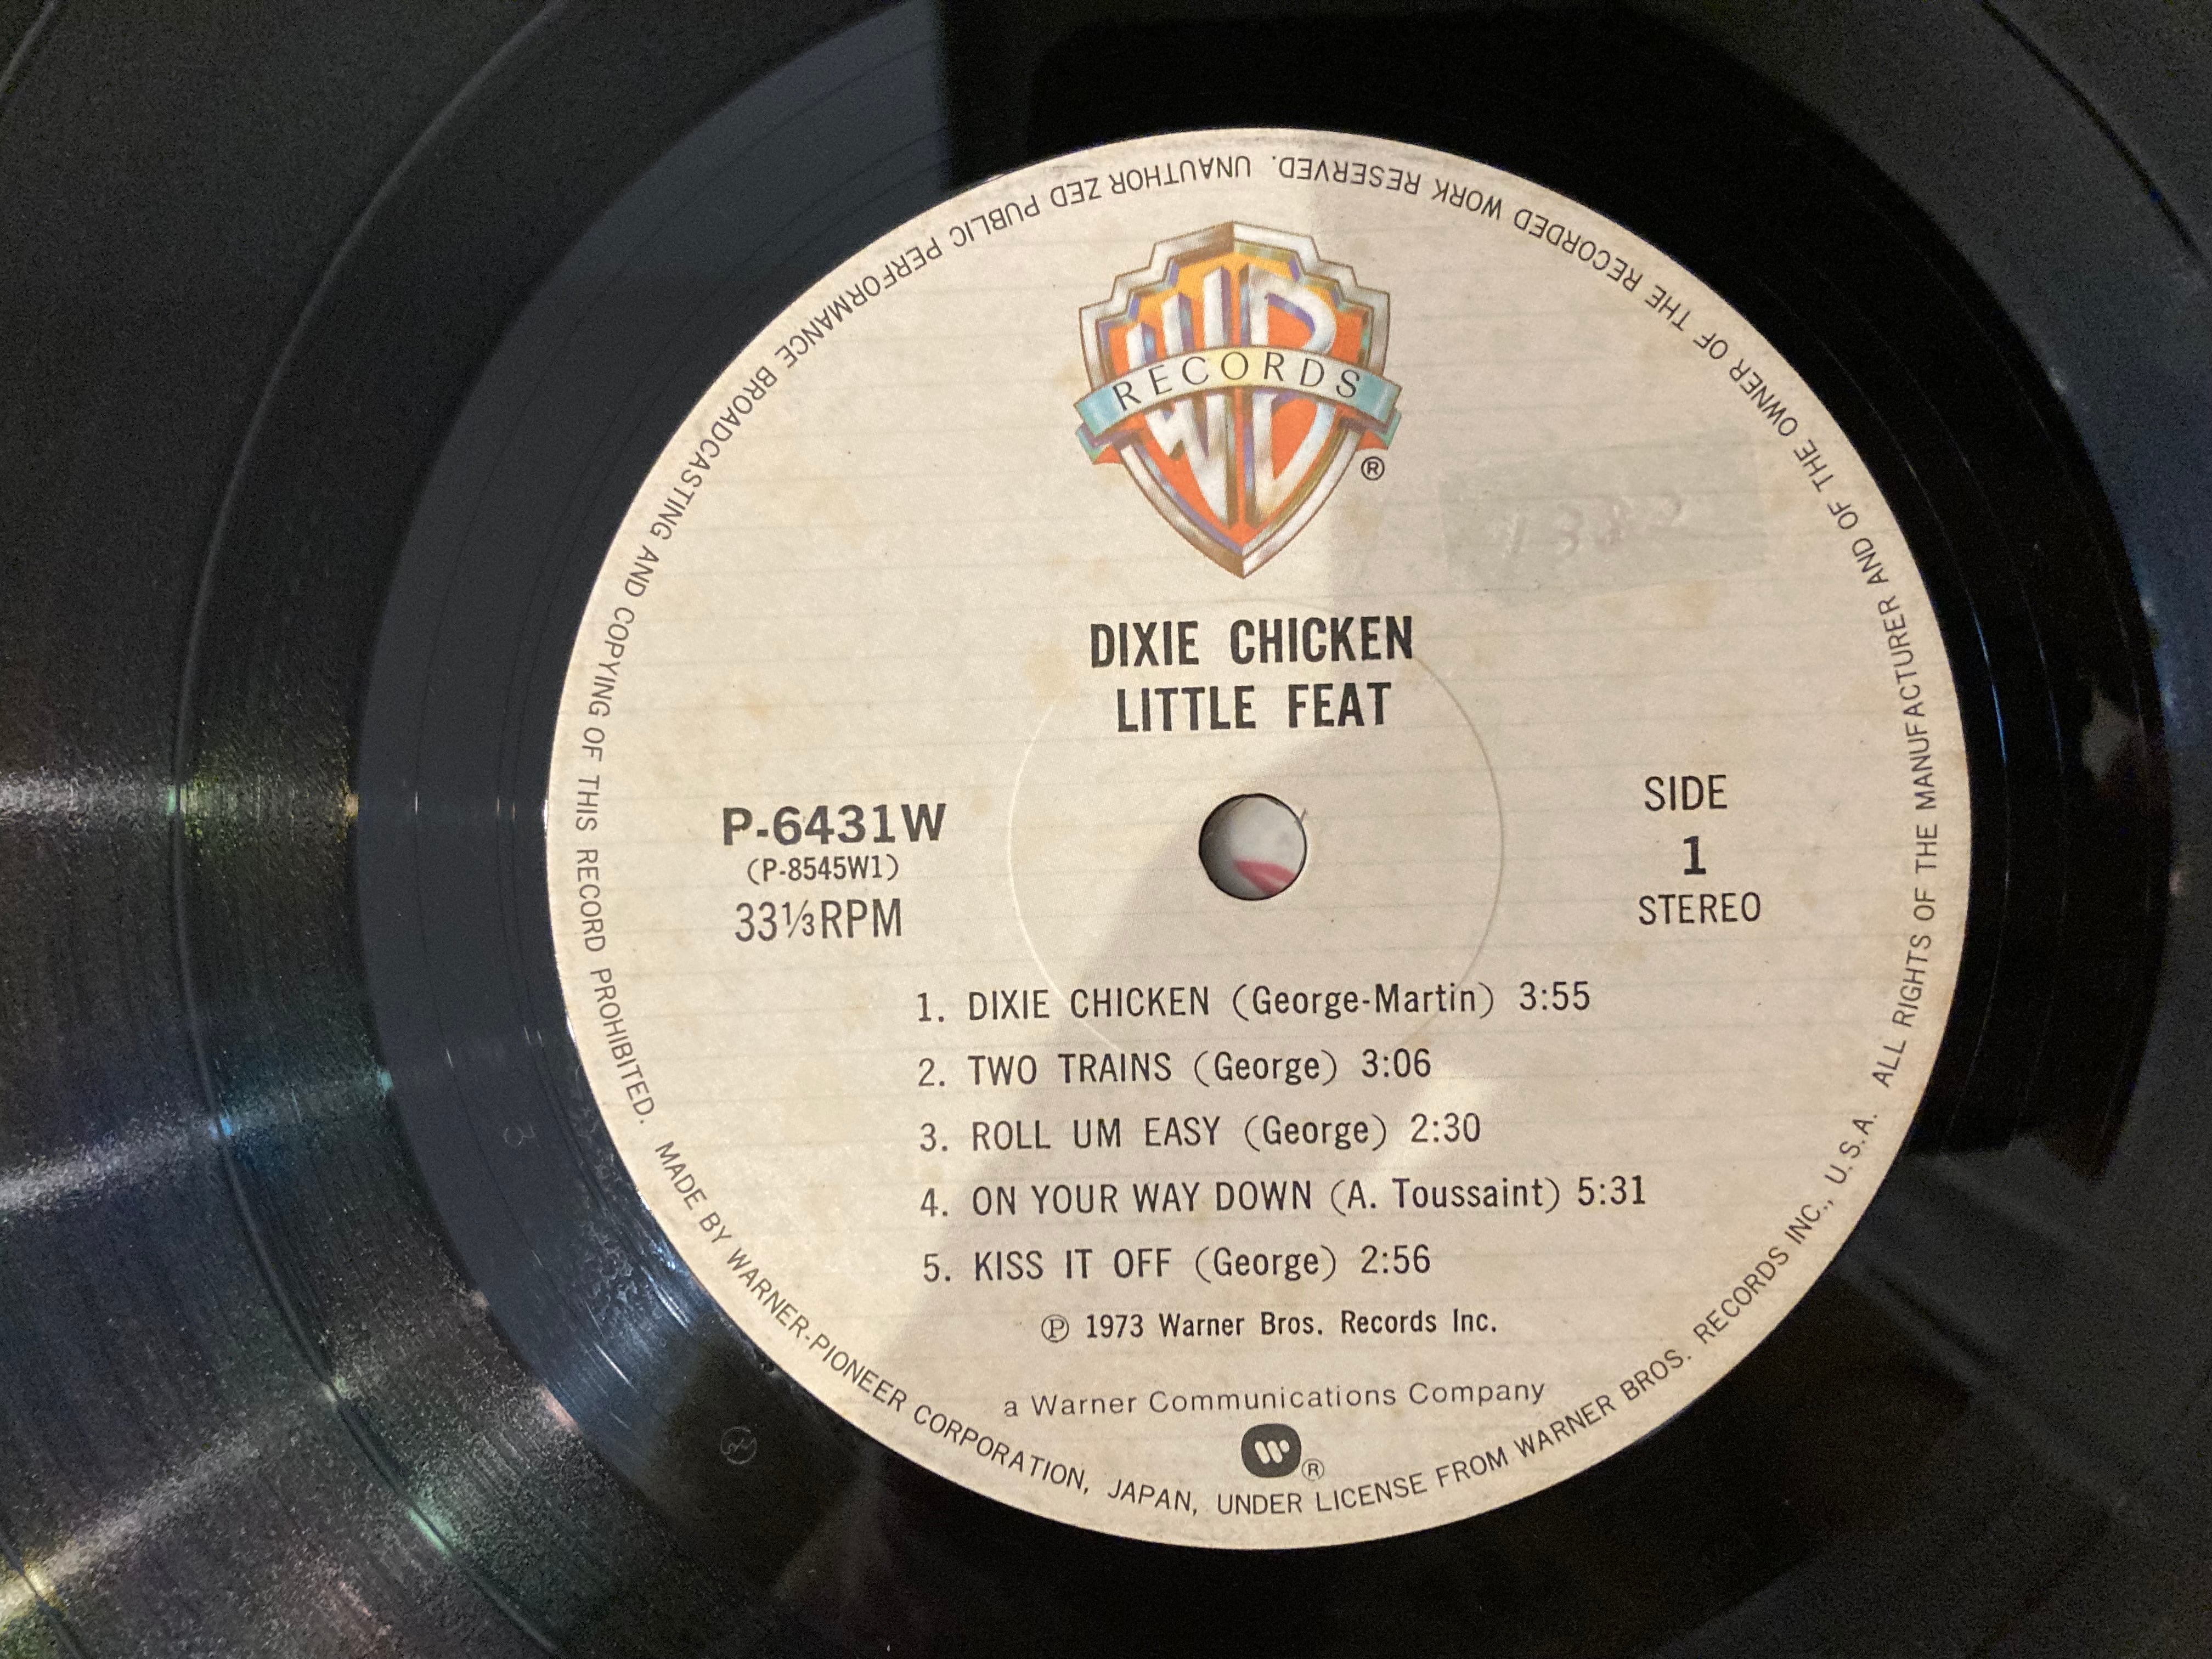 WB
RECORDS
®
DIXIE CHICKEN
LITTLE FEAT
P-6431W
(P-8545W1)
33⅓RPM
SIDE
1
STEREO
1. DIXIE CHICKEN (George-Martin) 3:55
2. TWO TRAINS (George) 3:06
3. ROLL UM EASY (George) 2:30
4. ON YOUR WAY DOWN (A. Toussaint) 5:31
5. KISS IT OFF (George) 2:56
℗ 1973 Warner Bros. Records Inc.
a Warner Communications Company
W®
MADE BY WARNER-PIONEER CORPORATION, JAPAN, UNDER LICENSE FROM WARNER BROS. RECORDS INC., U.S.A. ALL RIGHTS OF THE MANUFACTURER AND OF THE OWNER OF THE RECORDED WORK RESERVED. UNAUTHOR ZED PUBLIC PERFORMANCE BROADCASTING AND COPYING OF THIS RECORD PROHIBITED.
3